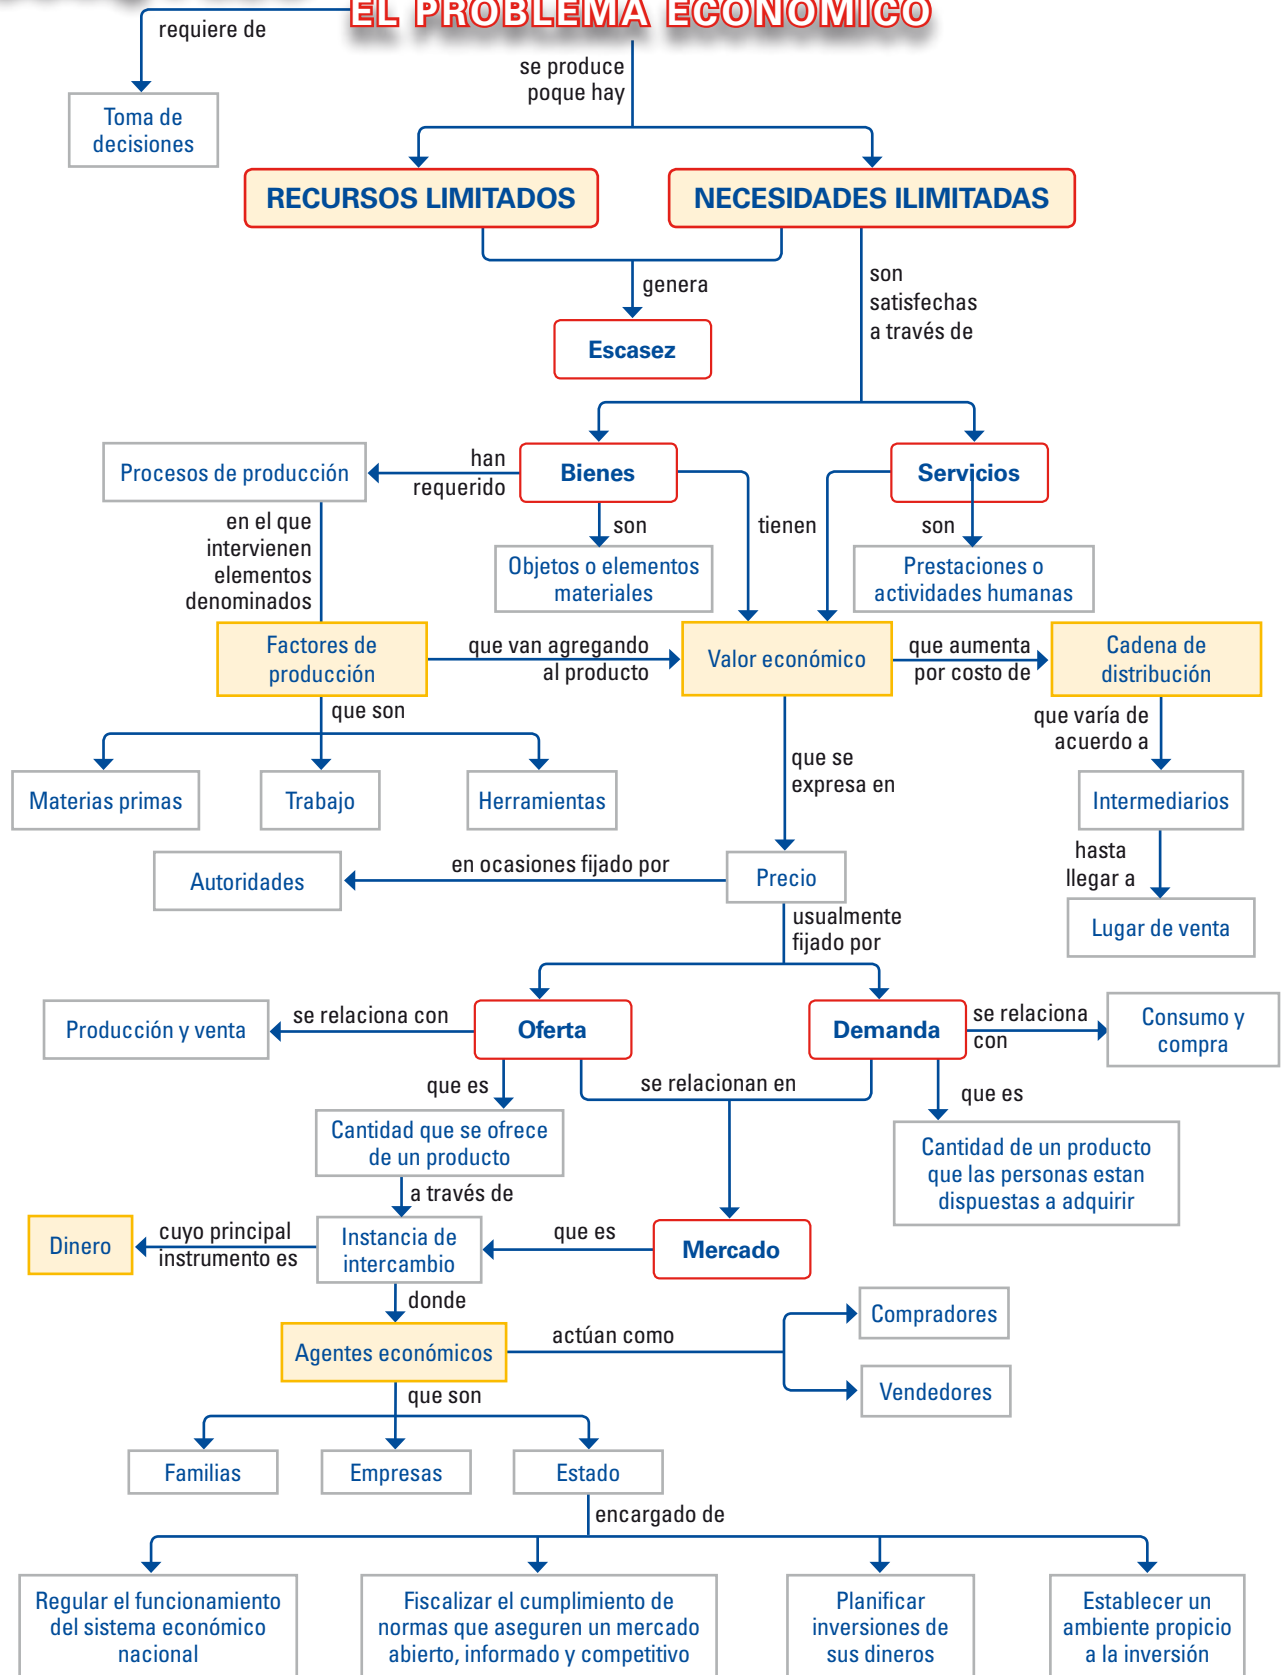 EL PROBLEMA ECONÓMICO
requiere de
se produce
poque hay
Toma de
decisiones
RECURSOS LIMITADOS
NECESIDADES ILIMITADAS
genera
son
satisfechas
a través de
Escasez
Procesos de producción
han
requerido
Bienes
Servicios
en el que
intervienen
elementos
denominados
son
tienen
son
Objetos o elementos
materiales
Prestaciones o
actividades humanas
Factores de
producción
que van agregando
al producto
Valor económico
que aumenta
por costo de
Cadena de
distribución
que son
que varía de
acuerdo a
Materias primas
Trabajo
Herramientas
que se
expresa en
Intermediarios
hasta
llegar a
Autoridades
en ocasiones fijado por
Precio
usualmente
fijado por
Lugar de venta
Producción y venta
se relaciona con
Oferta
Demanda
se relaciona
con
Consumo y
compra
que es
se relacionan en
que es
Cantidad que se ofrece
de un producto
Cantidad de un producto
que las personas estan
dispuestas a adquirir
a través de
Dinero
cuyo principal
instrumento es
Instancia de
intercambio
que es
Mercado
donde
Agentes económicos
actúan como
Compradores
Vendedores
que son
Familias
Empresas
Estado
encargado de
Regular el funcionamiento
del sistema económico
nacional
Fiscalizar el cumplimiento de
normas que aseguren un mercado
abierto, informado y competitivo
Planificar
inversiones de
sus dineros
Establecer un
ambiente propicio
a la inversión